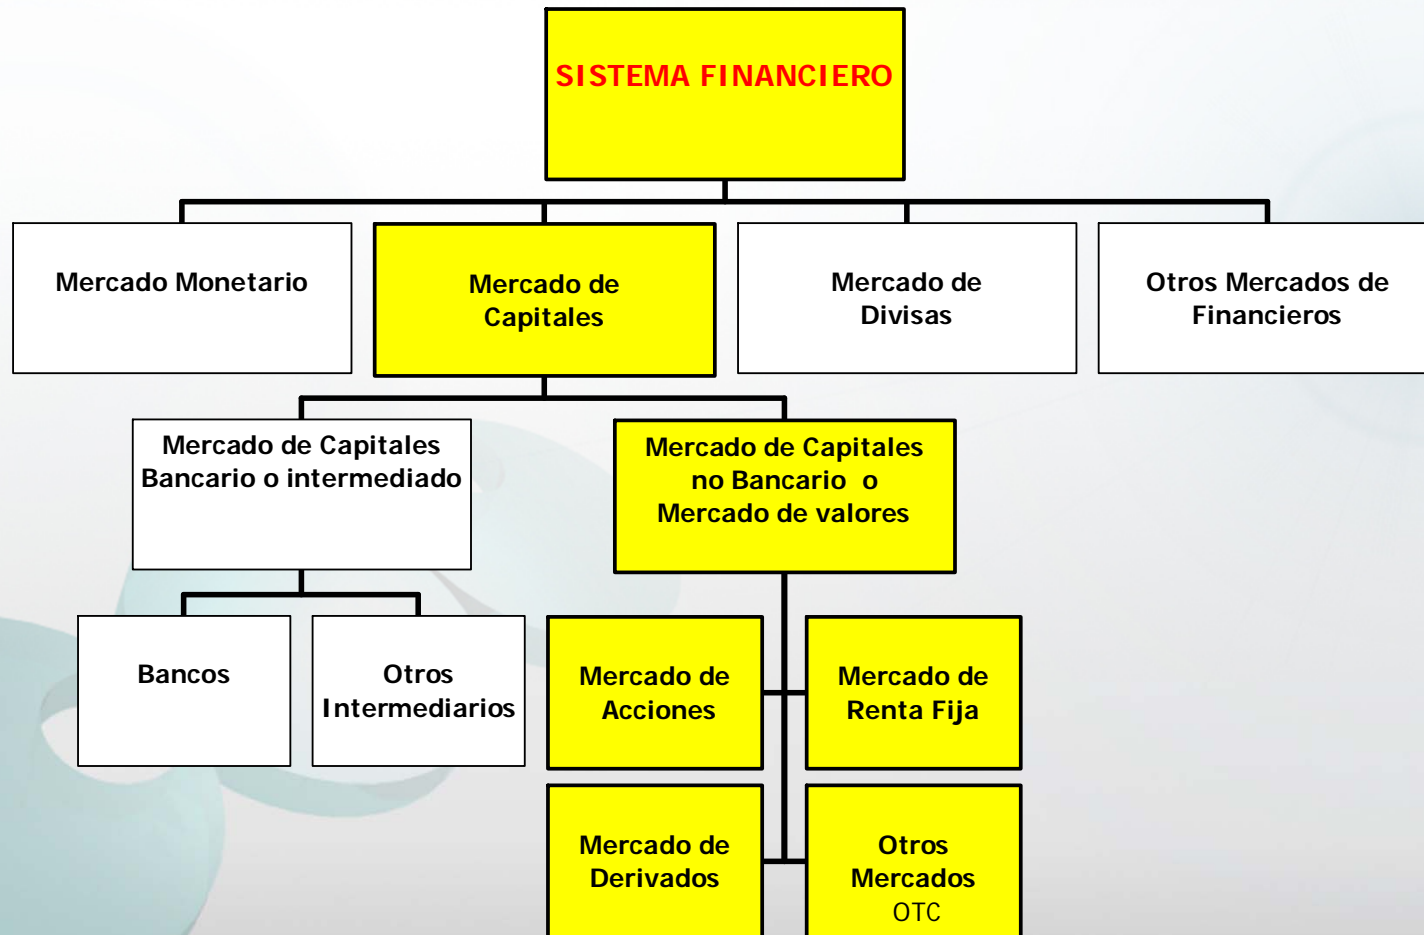 SISTEMA FINANCIERO
Mercado Monetario
Mercado de
Capitales
Mercado de
Divisas
Otros Mercados de
Financieros
Mercado de Capitales
Bancario o intermediado
Mercado de Capitales
no Bancario o
Mercado de valores
Bancos
Otros
Intermediarios
Mercado de
Acciones
Mercado de
Renta Fija
Mercado de
Derivados
Otros
Mercados
OTC